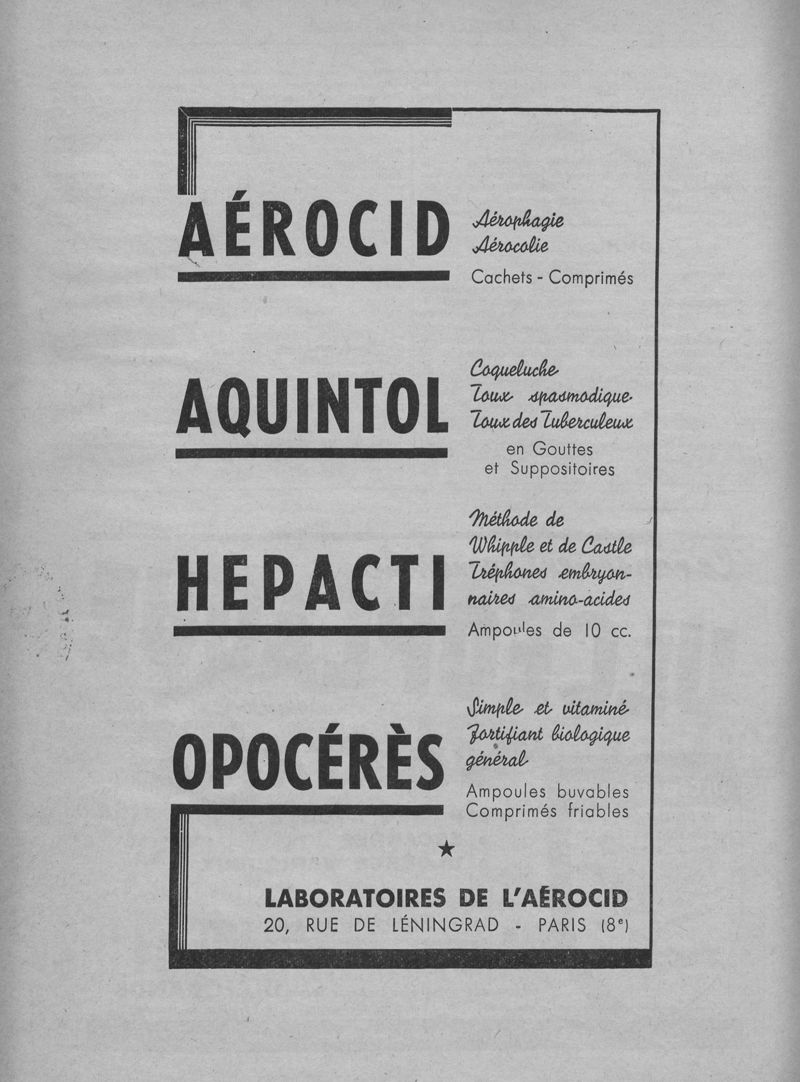 AÉROCID
Aérophagie
Aérocolie
Cachets - Comprimés
AQUINTOL
Coqueluche
Toux spasmodique
Toux des Tuberculeux
en Gouttes
et Suppositoires
HEPACTI
Méthode de
Whipple et de Castle
Tréphones embryon-
naires amino-acides
Ampoules de 10 cc.
OPOCÉRÈS
Simple et vitaminé
Fortifiant biologique
général
Ampoules buvables
Comprimés friables
LABORATOIRES DE L'AÉROCID
20, RUE DE LÉNINGRAD - PARIS (8e)